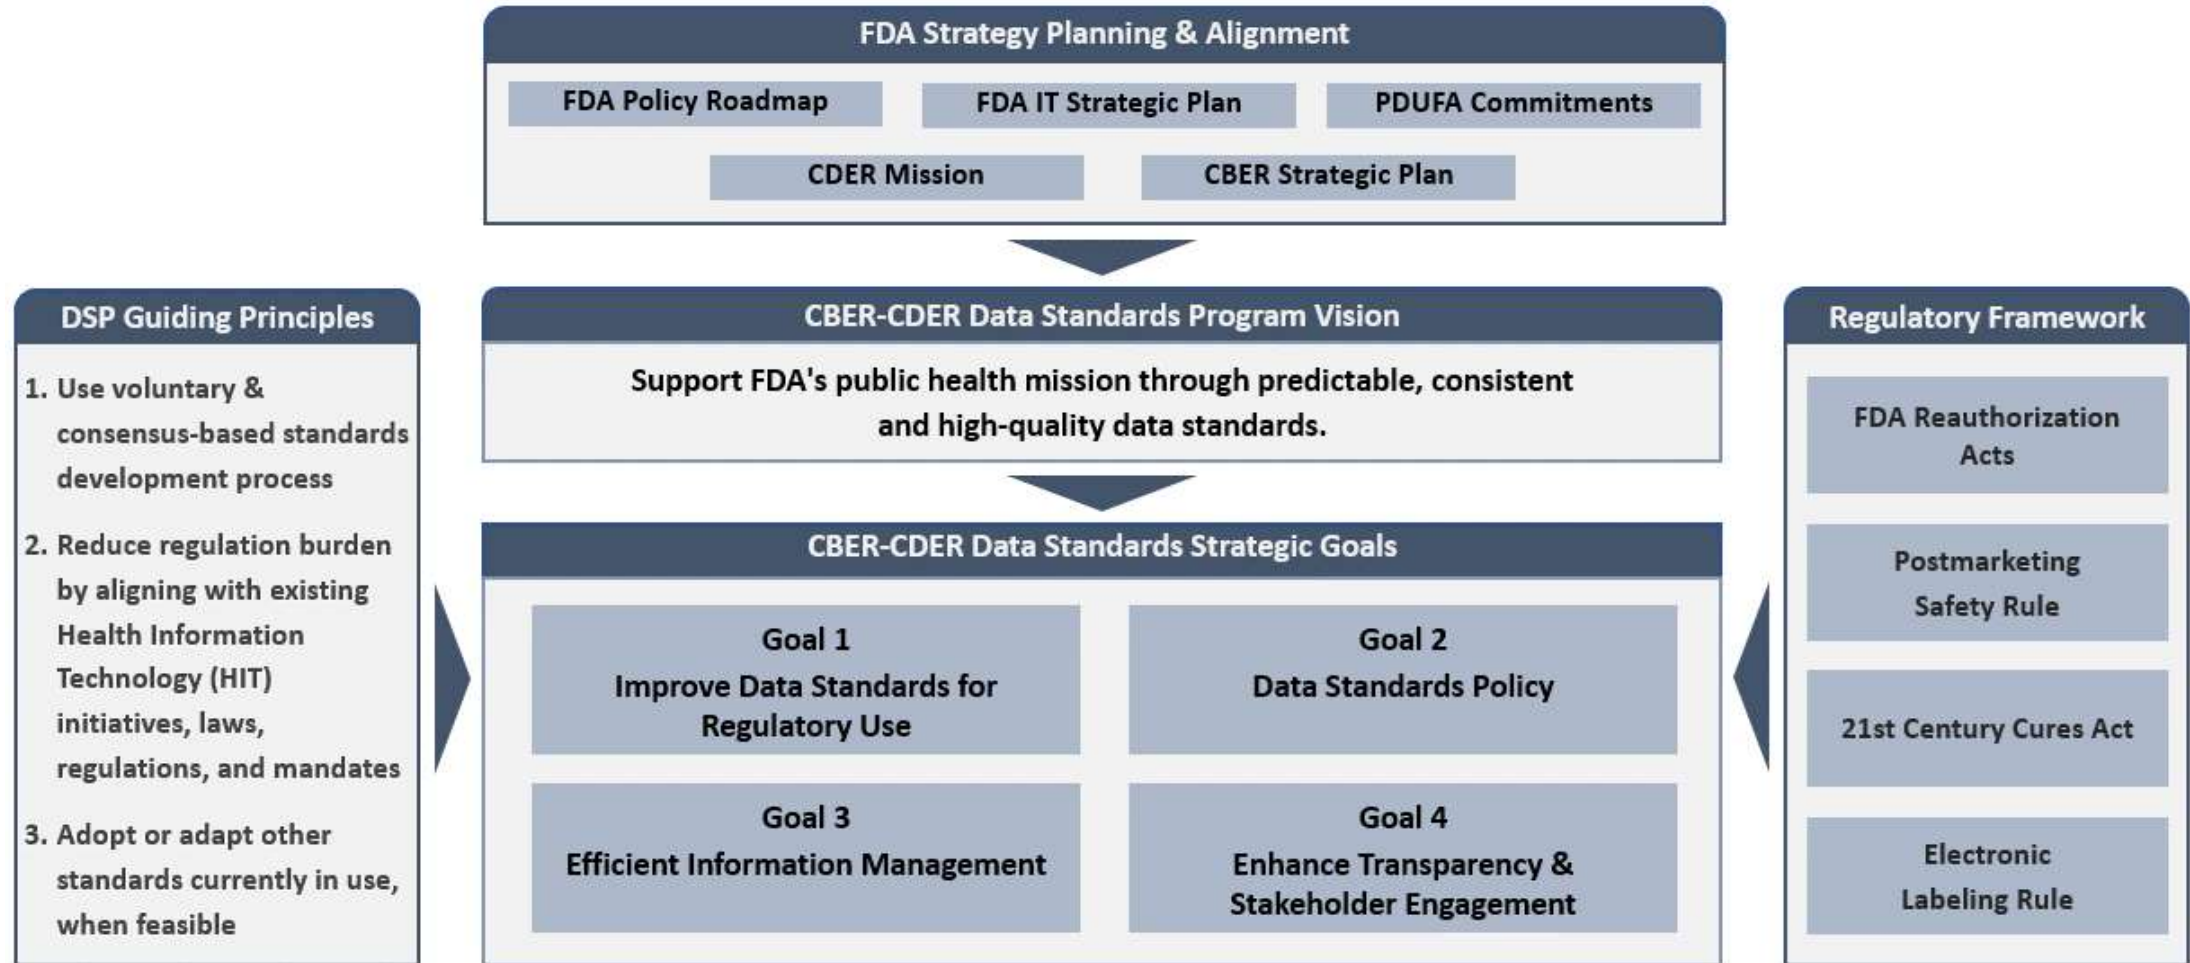 FDA Strategy Planning & Alignment
FDA Policy Roadmap
FDA IT Strategic Plan
PDUFA Commitments
CDER Mission
CBER Strategic Plan
DSP Guiding Principles
1. Use voluntary &
consensus-based standards
development process
2. Reduce regulation burden
by aligning with existing
Health Information
Technology (HIT)
initiatives, laws,
regulations, and mandates
3. Adopt or adapt other
standards currently in use,
when feasible
CBER-CDER Data Standards Program Vision
Support FDA's public health mission through predictable, consistent
and high-quality data standards.
CBER-CDER Data Standards Strategic Goals
Goal 1
Improve Data Standards for
Regulatory Use
Goal 2
Data Standards Policy
Goal 3
Efficient Information Management
Goal 4
Enhance Transparency &
Stakeholder Engagement
Regulatory Framework
FDA Reauthorization
Acts
Postmarketing
Safety Rule
21st Century Cures Act
Electronic
Labeling Rule